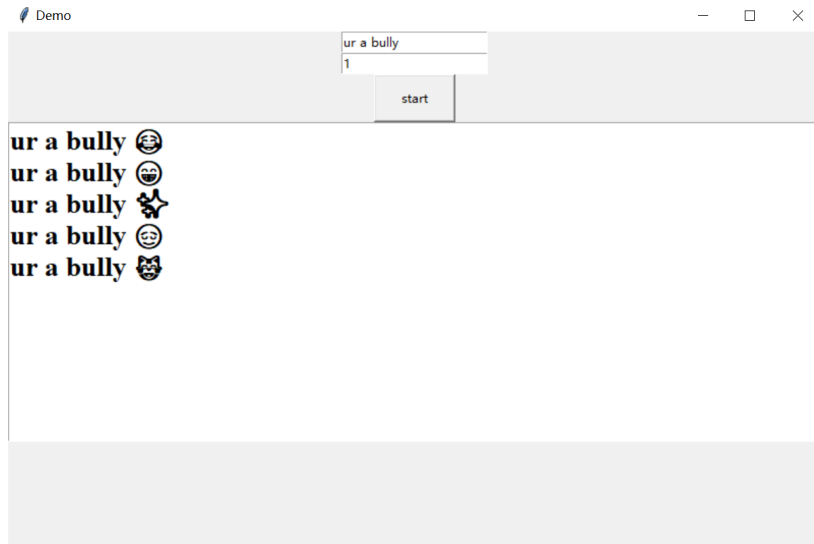 Demo
ur a bully
1
start
ur a bully 😂
ur a bully 😁
ur a bully ✨
ur a bully 😌
ur a bully 😹